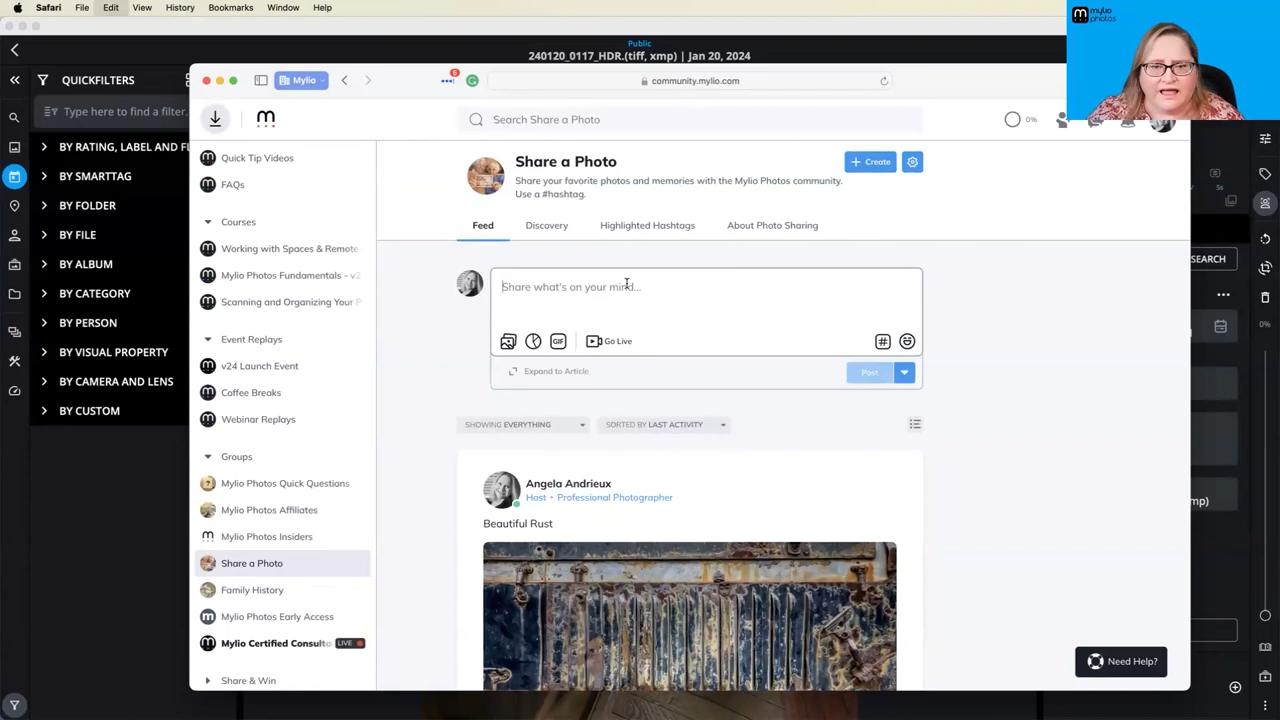 Safari File Edit View History Bookmarks Window Help
mylio photos
Public
240120_0117_HDR.(tiff, xmp) | Jan 20, 2024
QUICKFILTERS
Type here to find a filter.
BY RATING, LABEL AND FL
BY SMARTTAG
BY FOLDER
BY FILE
BY ALBUM
BY CATEGORY
BY PERSON
BY VISUAL PROPERTY
BY CAMERA AND LENS
BY CUSTOM
Mylio
6
community.mylio.com
Search Share a Photo
0%
Quick Tip Videos
FAQs
Courses
Working with Spaces & Remote
Mylio Photos Fundamentals - v2
Scanning and Organizing Your P
Event Replays
v24 Launch Event
Coffee Breaks
Webinar Replays
Groups
Mylio Photos Quick Questions
Mylio Photos Affiliates
Mylio Photos Insiders
Share a Photo
Family History
Mylio Photos Early Access
Mylio Certified Consulta LIVE
Share & Win
Share a Photo
Share your favorite photos and memories with the Mylio Photos community.
Use a #hashtag.
Create
Feed Discovery Highlighted Hashtags About Photo Sharing
Share what's on your mind...
GIF Go Live #
Expand to Article
Post
SHOWING EVERYTHING SORTED BY LAST ACTIVITY
Angela Andrieux
Host • Professional Photographer
Beautiful Rust
Need Help?
5s
SEARCH
0%
mp)